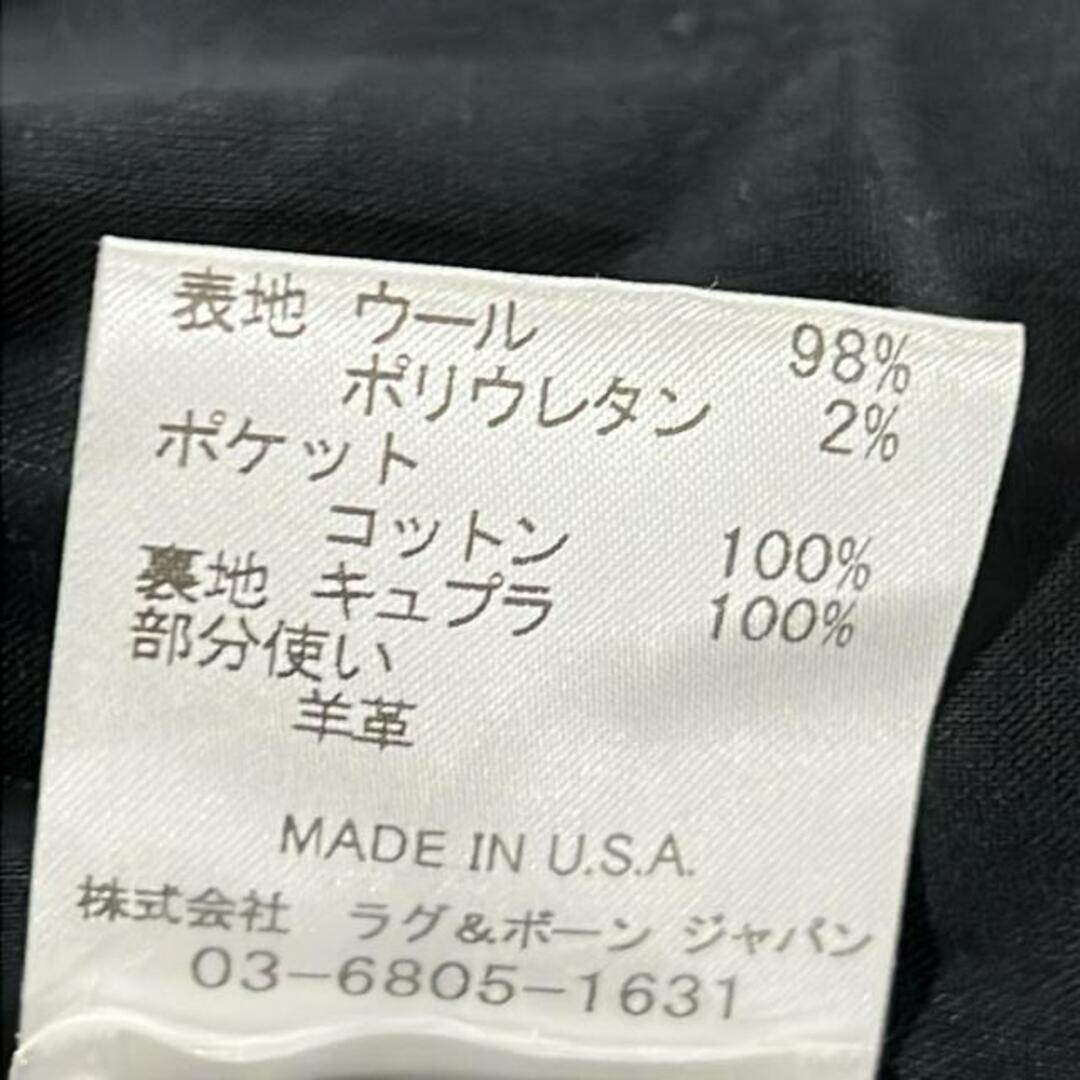 表地 ウール 98%
ポリウレタン 2%
ポケット
コットン 100%
裏地 キュプラ 100%
部分使い
羊革
MADE IN U.S.A.
株式会社 ラグ&ボーン ジャパン
03-6805-1631